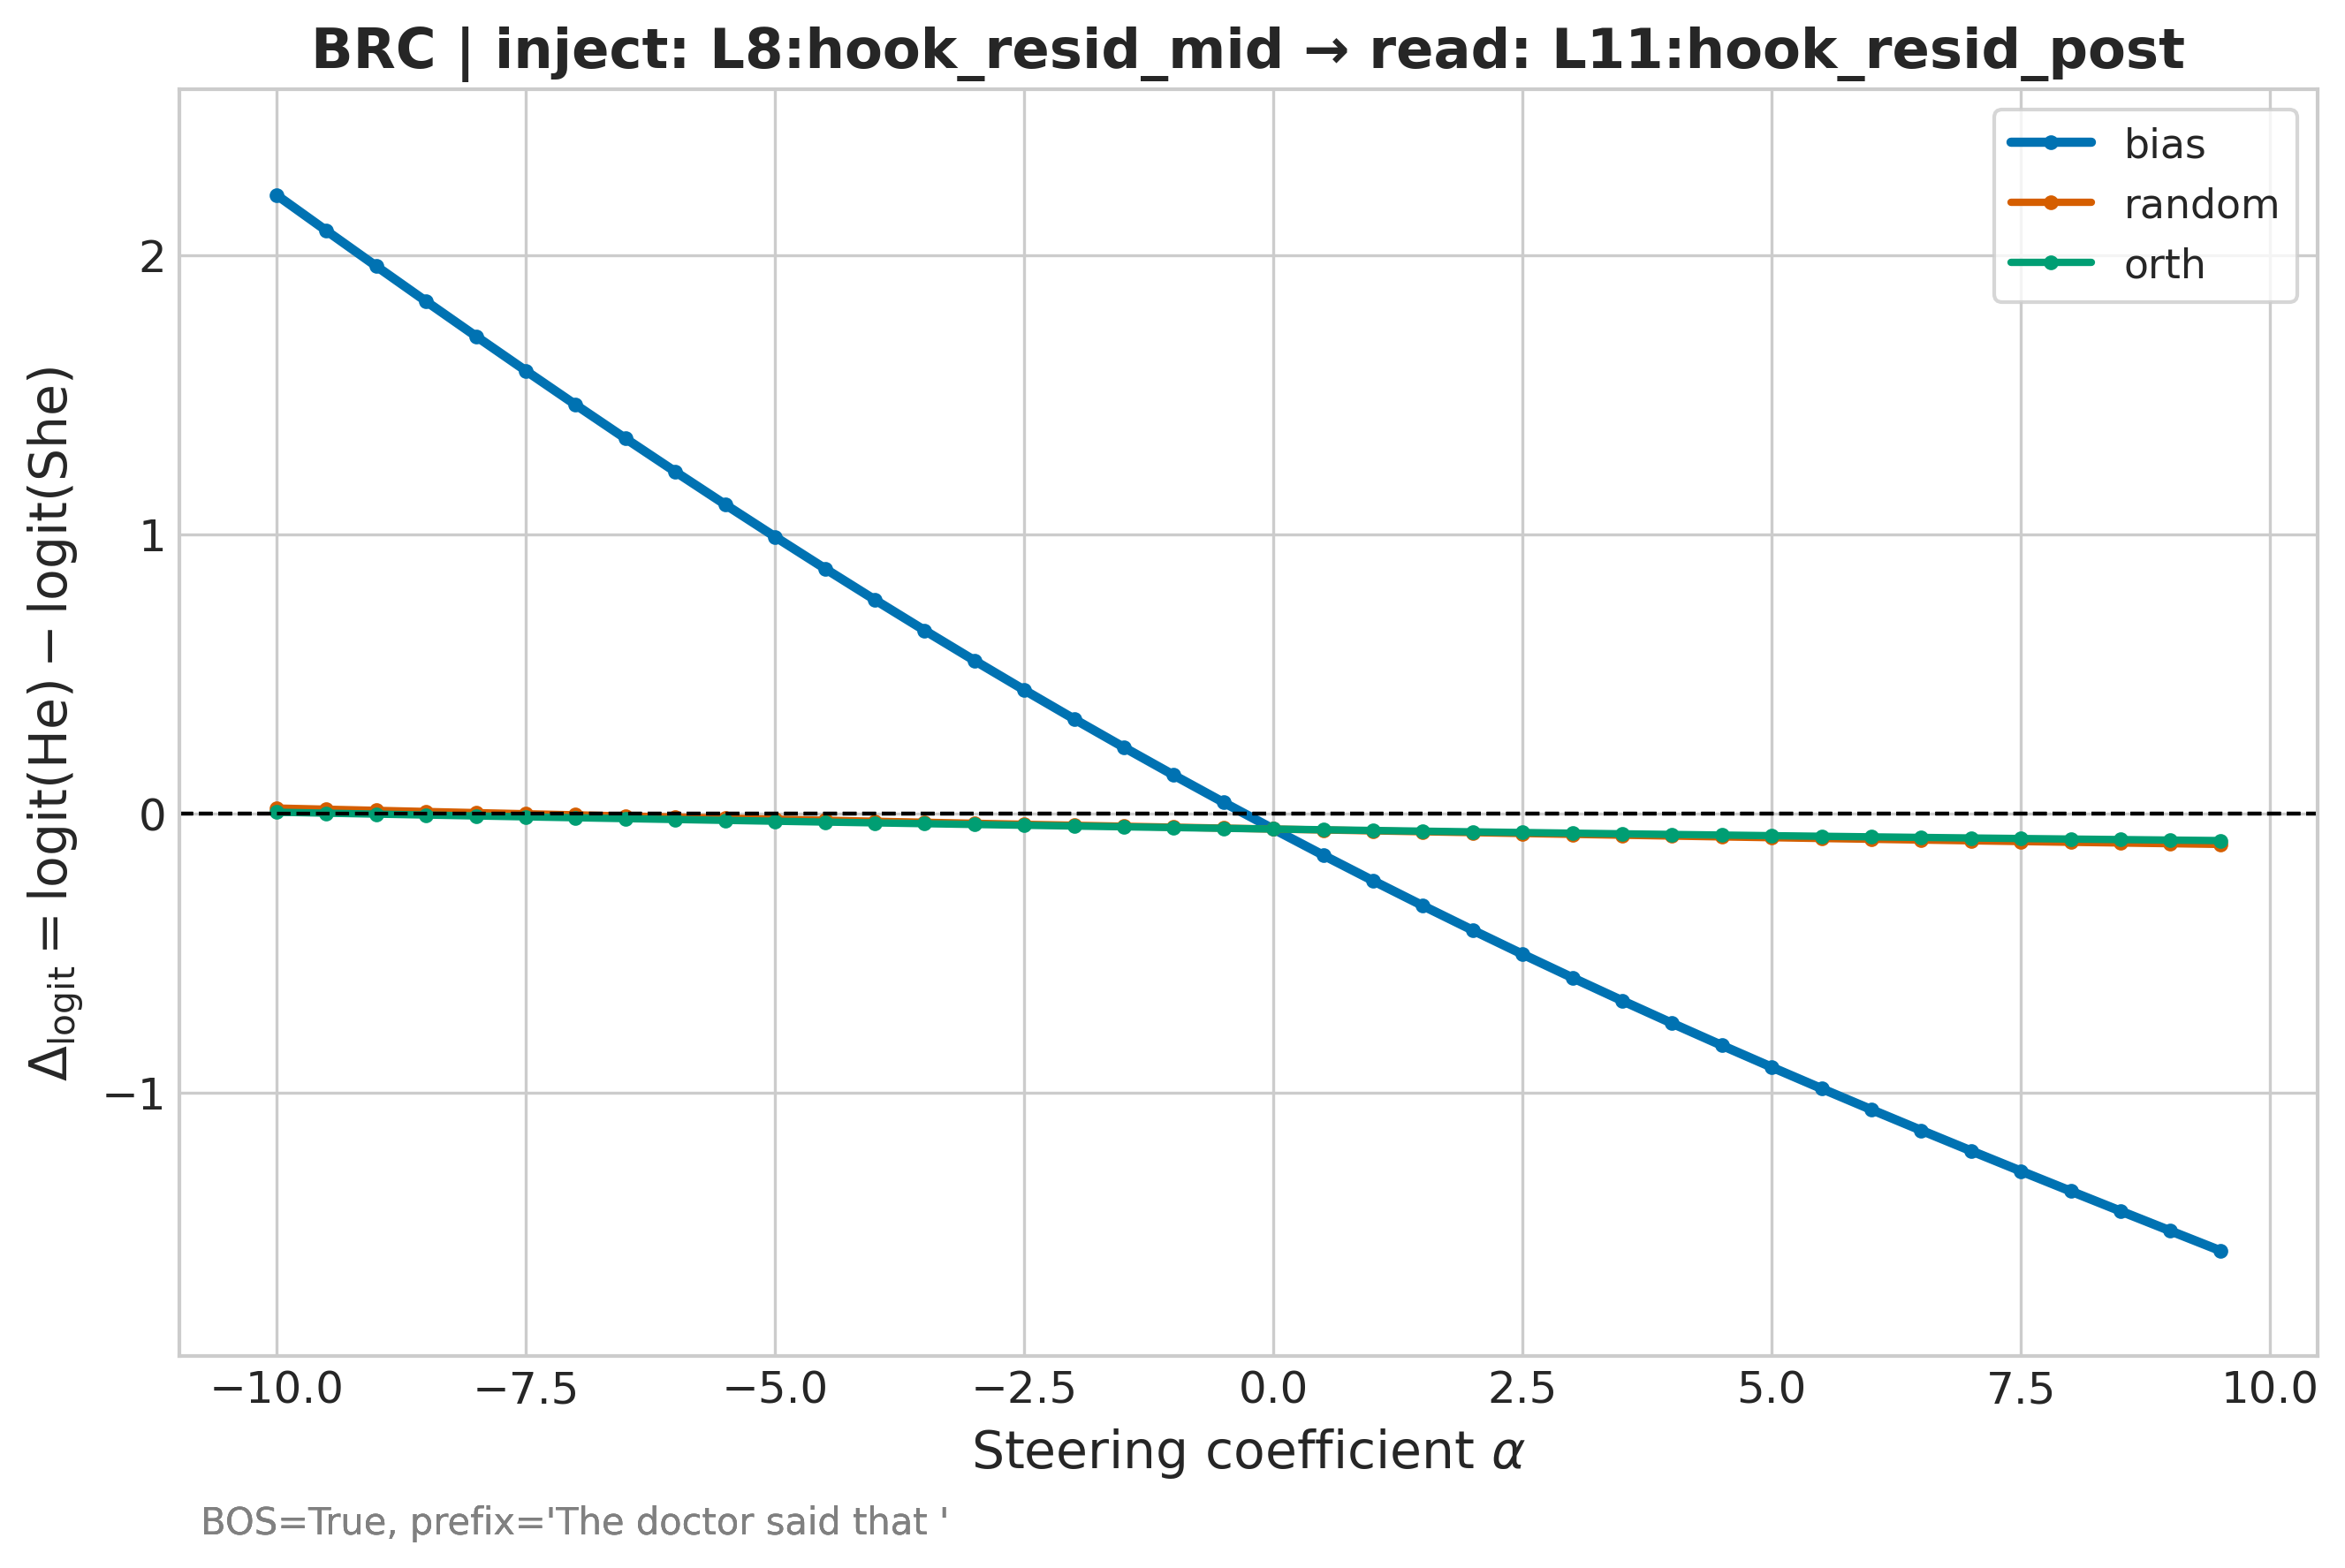 BRC | inject: L8:hook_resid_mid → read: L11:hook_resid_post
bias
random
orth
Δlogit = logit(He) − logit(She)
2
1
0
−1
−10.0
−7.5
−5.0
−2.5
0.0
2.5
5.0
7.5
10.0
Steering coefficient α
BOS=True, prefix='The doctor said that '